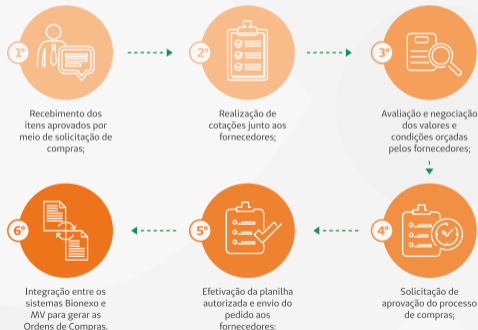 1º
Recebimento dos
itens aprovados por
meio de solicitação de
compras;
2º
Realização de
cotações junto aos
fornecedores;
3º
Avaliação e negociação
dos valores e
condições orçadas
pelos fornecedores;
4º
Solicitação de
aprovação do processo
de compras;
5º
Efetivação da planilha
autorizada e envio do
pedido aos
fornecedores;
6º
Integração entre os
sistemas Bionexo e
MV para gerar as
Ordens de Compras.